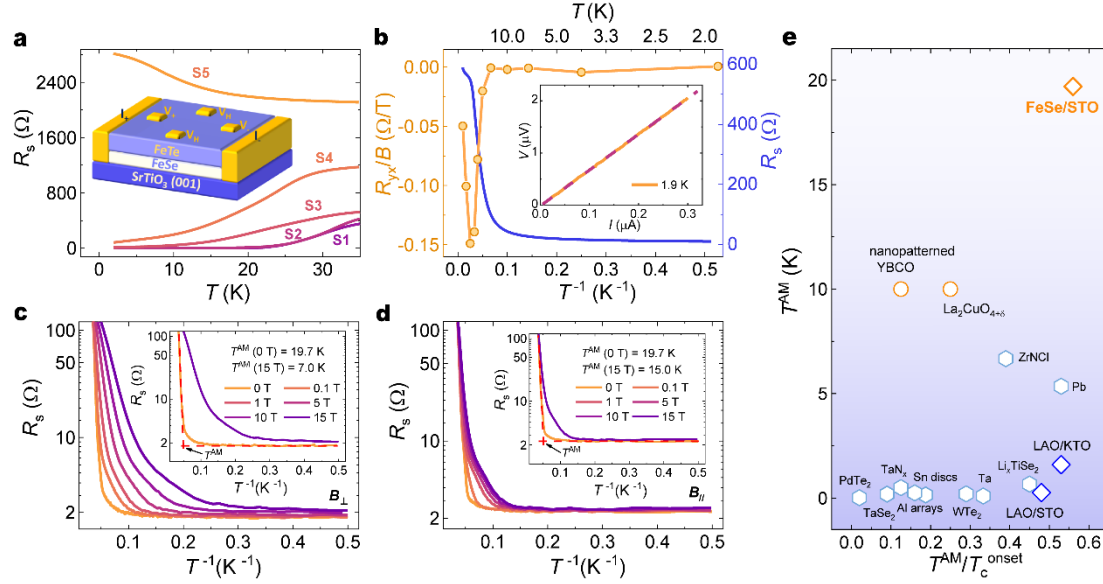 a
Rs (Ω)
2400
1600
800
0
S5
S4
S3
S2
S1
I+
V+
VH
V-
VH
I-
FeTe
FeSe
SrTiO3 (001)
0
10
20
30
T (K)
b
T (K)
10.0
5.0
3.3
2.5
2.0
Ryx/B (Ω/T)
0.00
-0.05
-0.10
-0.15
Rs (Ω)
600
450
300
150
0
V (μV)
2
1
0
1.9 K
0.0
0.1
0.2
0.3
I (μA)
0.0
0.1
0.2
0.3
0.4
0.5
T-1 (K-1)
c
Rs (Ω)
100
10
2
Rs (Ω)
100
10
2
TAM (0 T) = 19.7 K
TAM (15 T) = 7.0 K
0 T
0.1 T
1 T
5 T
10 T
15 T
TAM
0.1
0.2
0.3
0.4
0.5
T-1(K-1)
B⊥
0.1
0.2
0.3
0.4
0.5
T-1(K-1)
d
Rs (Ω)
100
10
2
Rs (Ω)
100
10
2
TAM (0 T) = 19.7 K
TAM (15 T) = 15.0 K
0 T
0.1 T
1 T
5 T
10 T
15 T
TAM
0.1
0.2
0.3
0.4
0.5
T-1(K-1)
B//
0.1
0.2
0.3
0.4
0.5
T-1(K-1)
e
TAM (K)
20
15
10
5
0
FeSe/STO
nanopatterned
YBCO
La2CuO4+δ
ZrNCl
Pb
LAO/KTO
LixTiSe2
PdTe2
TaNx
Sn discs
Ta
TaSe2
Al arrays
WTe2
LAO/STO
0.0
0.1
0.2
0.3
0.4
0.5
0.6
TAM/Tconset